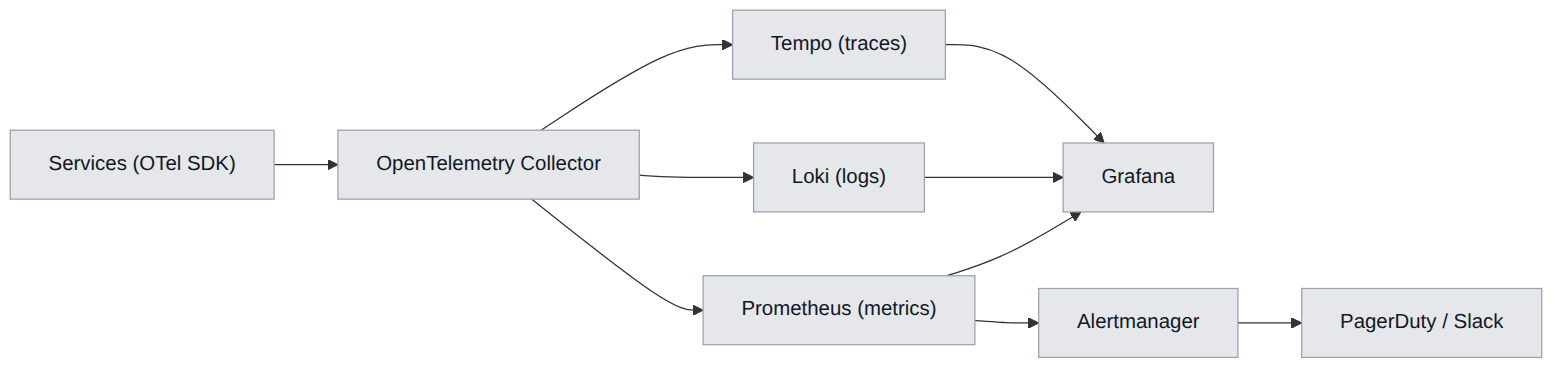 Services (OTel SDK)
OpenTelemetry Collector
Tempo (traces)
Loki (logs)
Prometheus (metrics)
Grafana
Alertmanager
PagerDuty / Slack